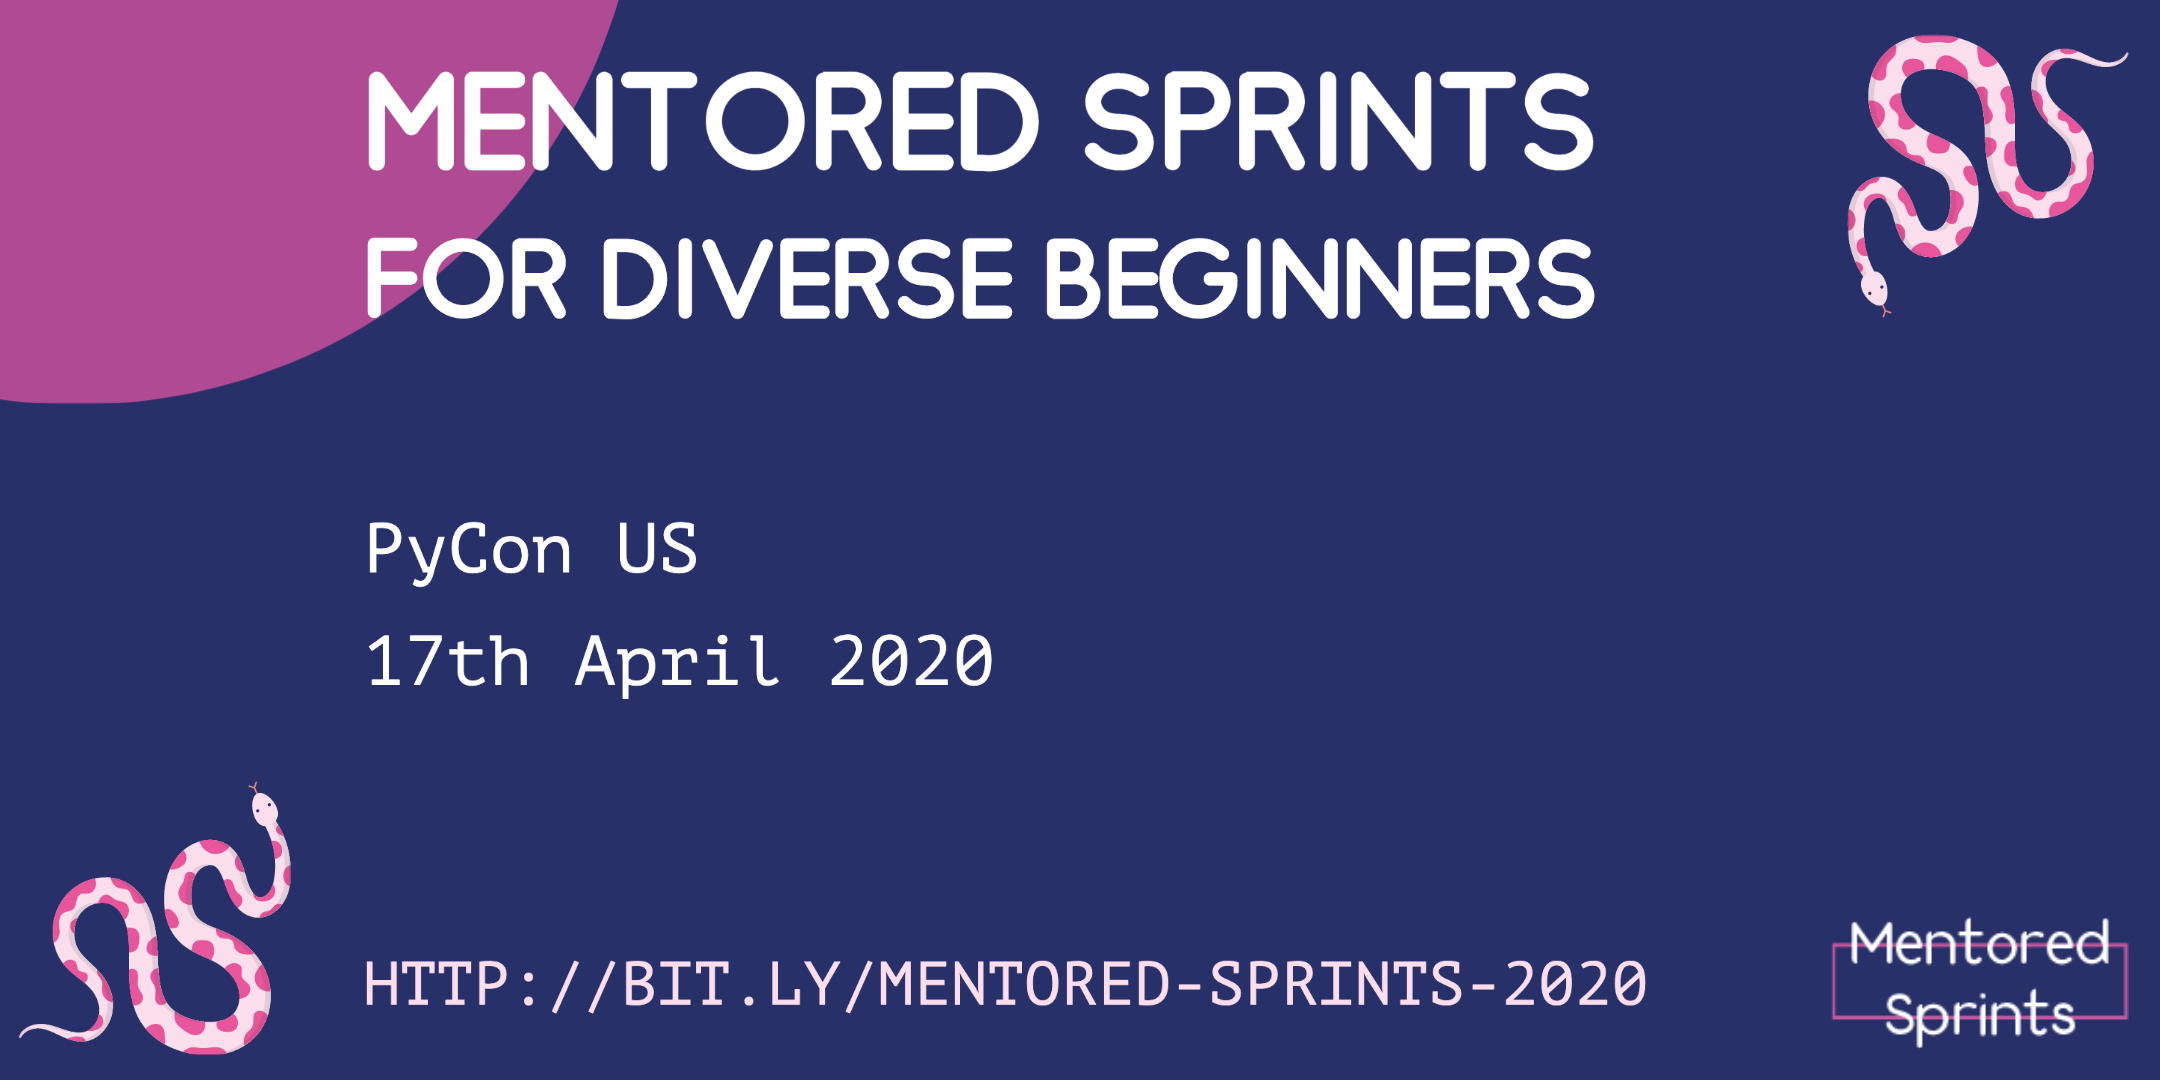 MENTORED SPRINTS
FOR DIVERSE BEGINNERS
PyCon US
17th April 2020
HTTP://BIT.LY/MENTORED-SPRINTS-2020
Mentored
Sprints